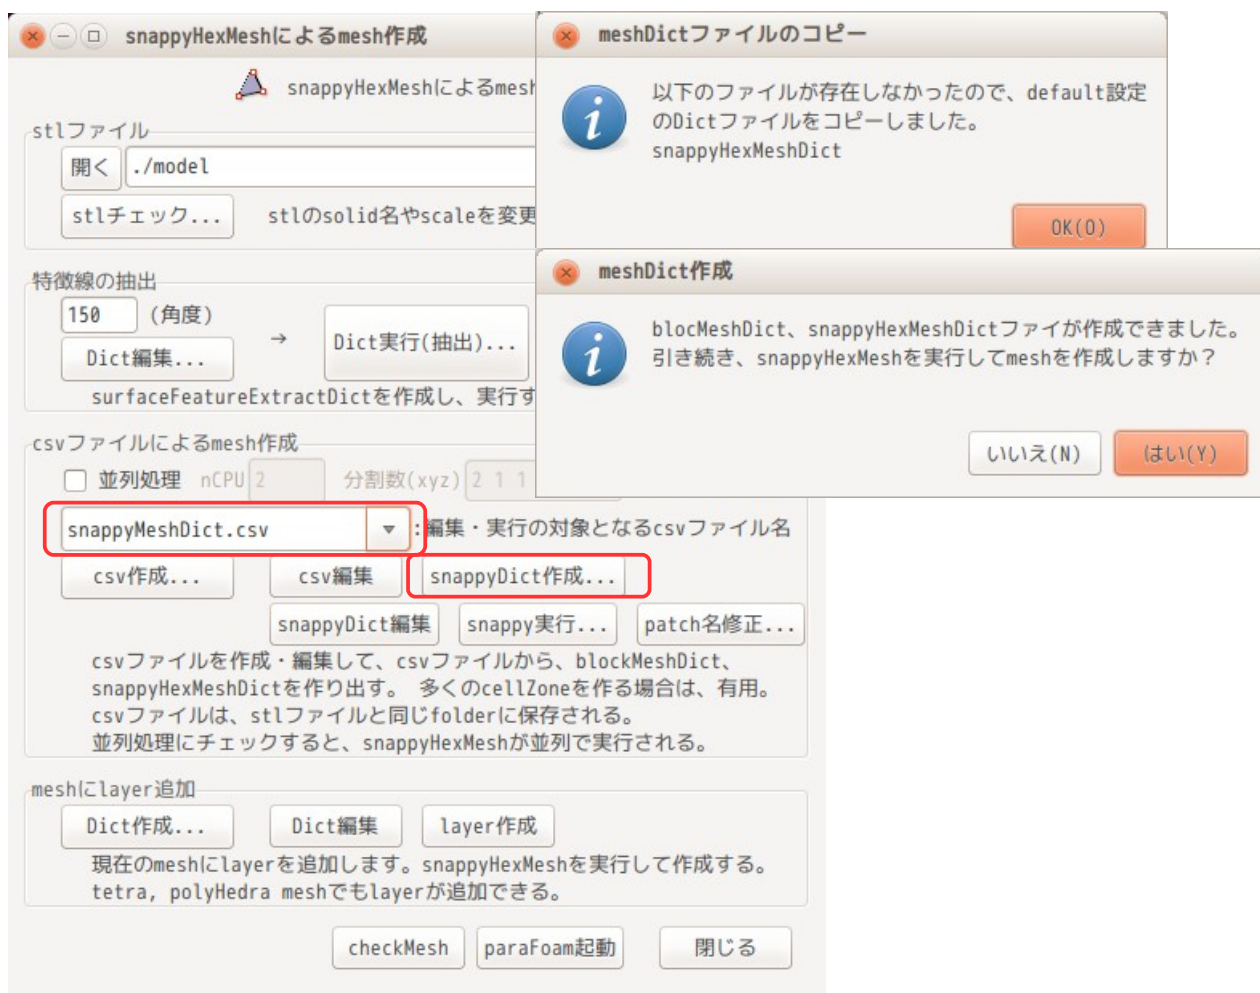 snappyHexMeshによるmesh作成
snappyHexMeshによるmesh
stlファイル
開く ./model
stlチェック... stlのsolid名やscaleを変更
特徴線の抽出
150 (角度)
Dict編集... → Dict実行(抽出)...
surfaceFeatureExtractDictを作成し、実行す
csvファイルによるmesh作成
並列処理 nCPU 2 分割数(xyz) 2 1 1
snappyMeshDict.csv :編集・実行の対象となるcsvファイル名
csv作成... csv編集 snappyDict作成...
snappyDict編集 snappy実行... patch名修正...
csvファイルを作成・編集して、csvファイルから、blockMeshDict、
snappyHexMeshDictを作り出す。 多くのcellZoneを作る場合は、有用。
csvファイルは、stlファイルと同じfolderに保存される。
並列処理にチェックすると、snappyHexMeshが並列で実行される。
meshにlayer追加
Dict作成... Dict編集 layer作成
現在のmeshにlayerを追加します。snappyHexMeshを実行して作成する。
tetra, polyHedra meshでもlayerが追加できる。
checkMesh paraFoam起動 閉じる
meshDictファイルのコピー
以下のファイルが存在しなかったので、default設定
のDictファイルをコピーしました。
snappyHexMeshDict
OK(O)
meshDict作成
blocMeshDict、snappyHexMeshDictファイが作成できました。
引き続き、snappyHexMeshを実行してmeshを作成しますか？
いいえ(N) はい(Y)